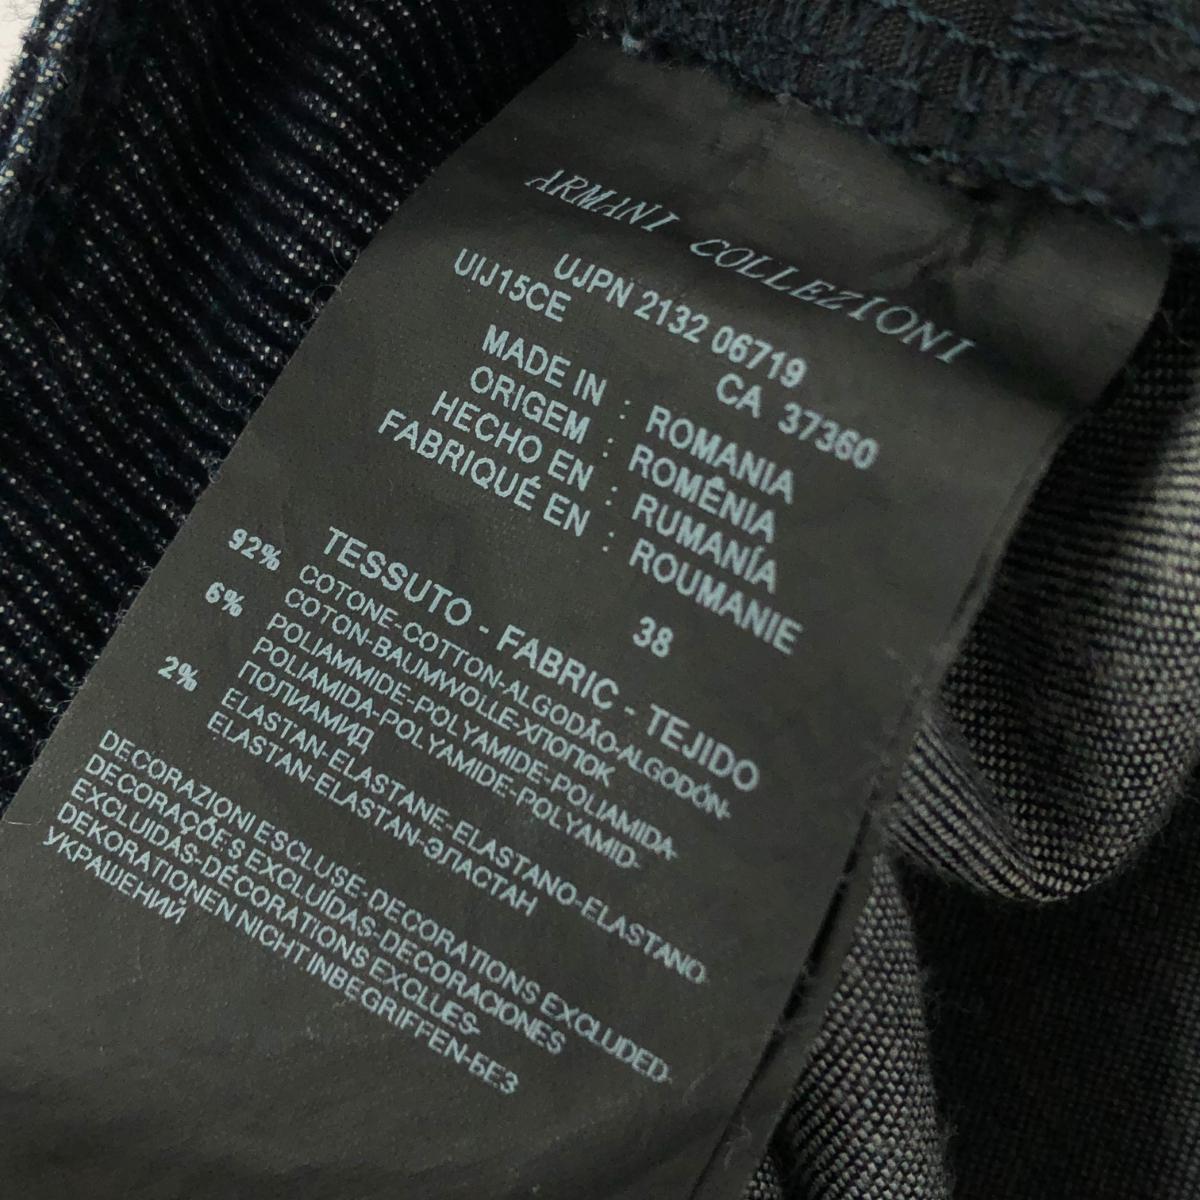 ARMANI COLLEZIONI
UJPN 2132 06719
UIJ15CE CA 37360
MADE IN : ROMANIA
ORIGEM : ROMÊNIA
HECHO EN : RUMANÍA
FABRIQUÉ EN : ROUMANIE
38
TESSUTO - FABRIC - TEJIDO
92% COTONE-COTTON-ALGODÃO-ALGODÓN-
COTON-BAUMWOLLE-ХПОПОК
6% POLIAMMIDE-POLYAMIDE-POLIAMIDA-
POLIAMIDA-POLYAMIDE-POLYAMID-
ПОЛИАМИД
2% ELASTAN-ELASTANE-ELASTANO-ELASTANO-
ELASTAN-ELASTAN-ЭЛАСТАН
DECORAZIONI ESCLUSE-DECORATIONS EXCLUDED-
DECORAÇÕES EXCLUÍDAS-DECORACIONES
EXCLUIDAS-DÉCORATIONS EXCLUES-
DEKORATIONEN NICHT INBEGRIFFEN-БЕЗ
УКРАШЕНИЙ